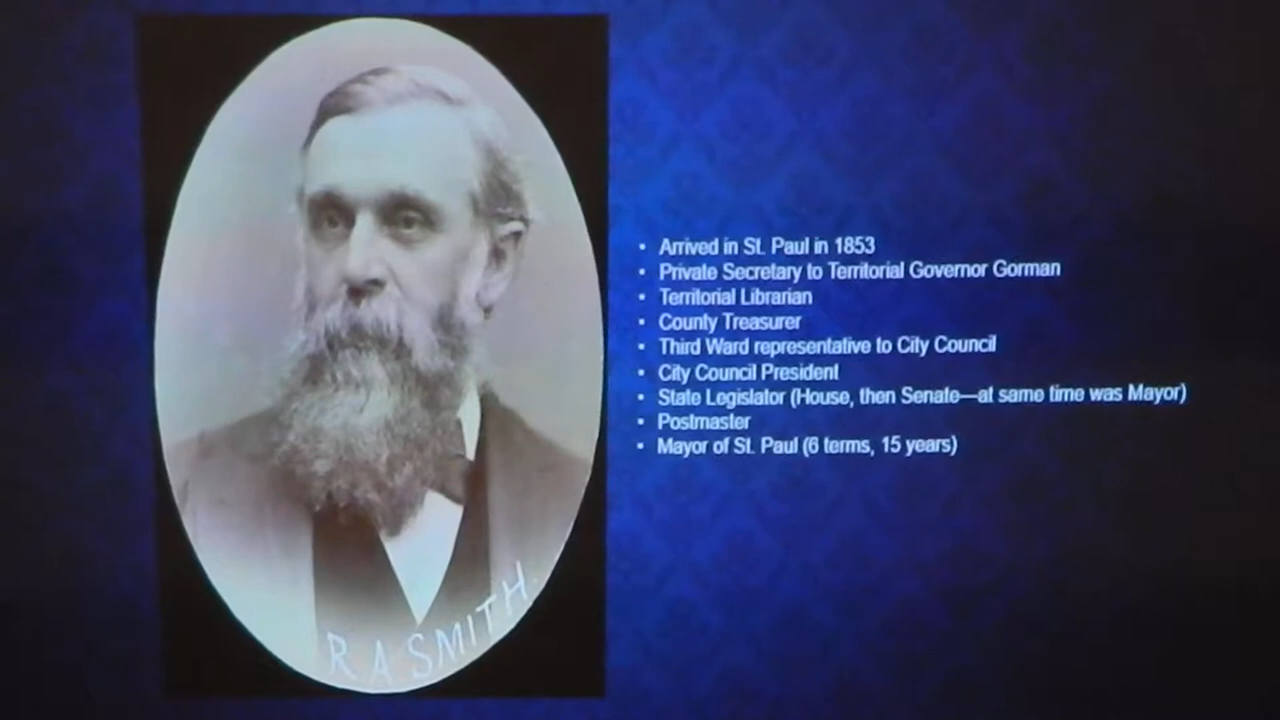 • Arrived in St. Paul in 1853
• Private Secretary to Territorial Governor Gorman
• Territorial Librarian
• County Treasurer
• Third Ward representative to City Council
• City Council President
• State Legislator (House, then Senate—at same time was Mayor)
• Postmaster
• Mayor of St. Paul (6 terms, 15 years)
R A SMITH.